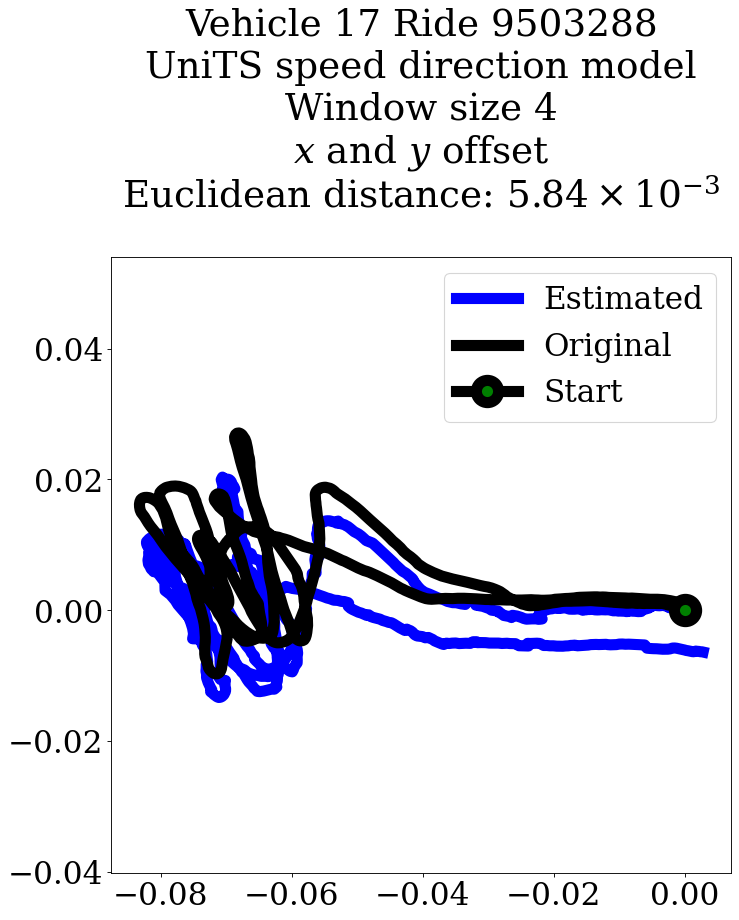 Vehicle 17 Ride 9503288
UniTS speed direction model
Window size 4
x and y offset
Euclidean distance: 5.84 × 10⁻³
Estimated
Original
Start
0.04
0.02
0.00
−0.02
−0.04
−0.08 −0.06 −0.04 −0.02 0.00